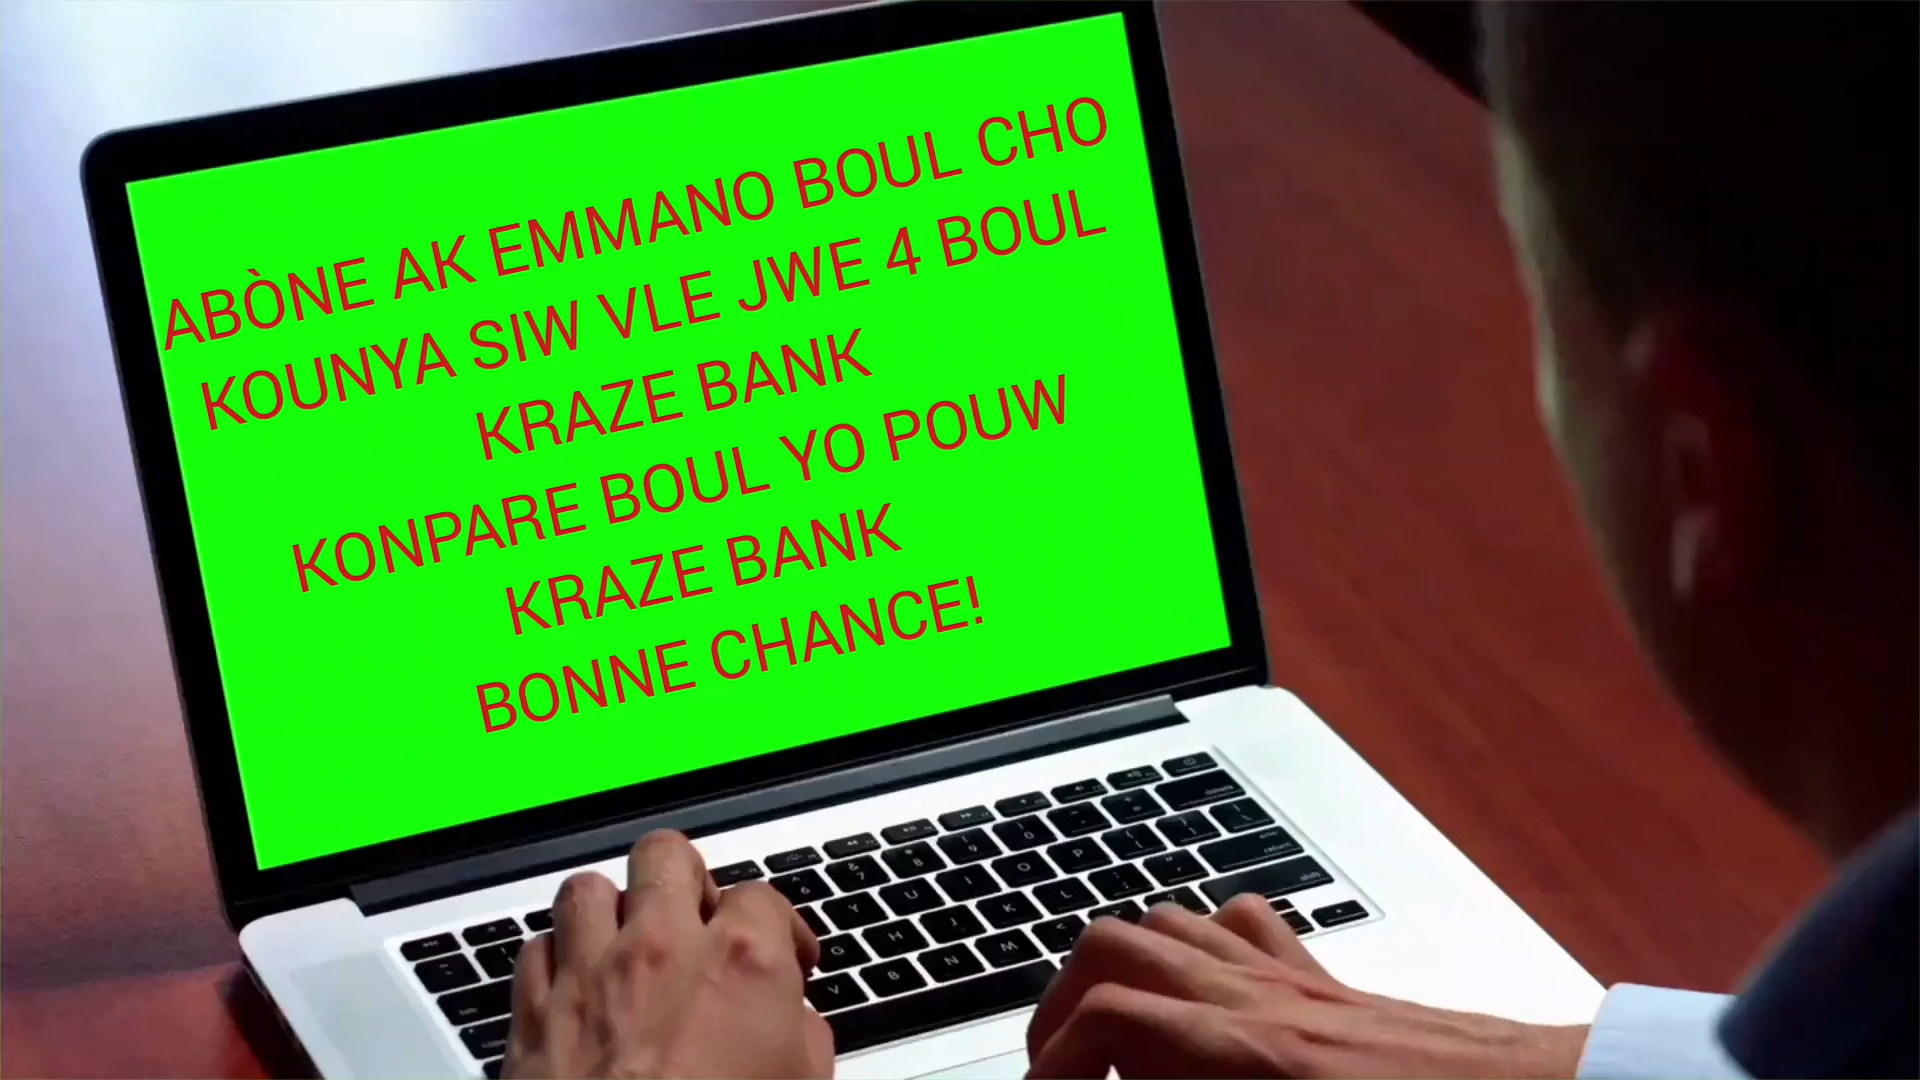 ABÒNE AK EMMANO BOUL CHO
KOUNYA SIW VLE JWE 4 BOUL
KRAZE BANK
KONPARE BOUL YO POUW
KRAZE BANK
BONNE CHANCE!